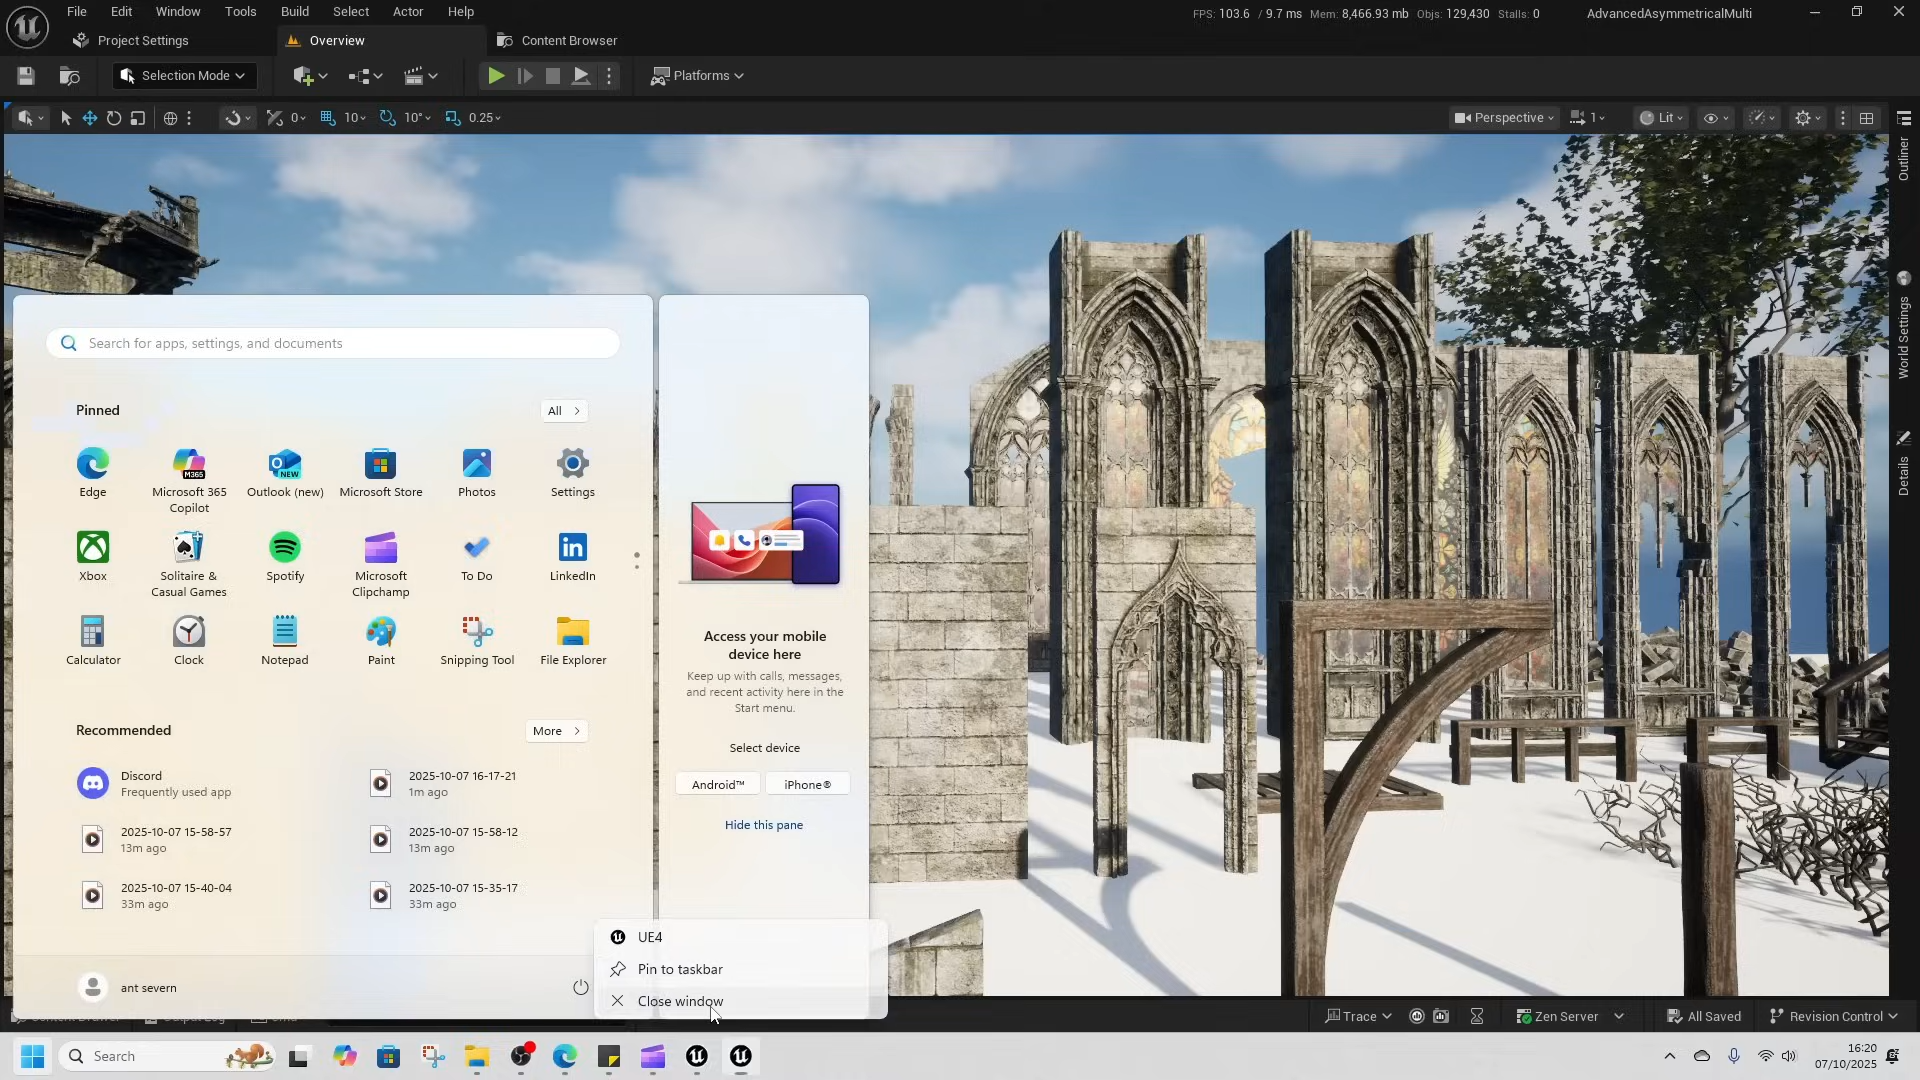 File Edit Window Tools Build Select Actor Help
FPS: 103.6 / 9.7 ms Mem: 8,466.93 mb Objs: 129,430 Stalls: 0
AdvancedAsymmetricalMulti
Project Settings
Overview
Content Browser
Selection Mode
Platforms
0
10
10°
0.25
Perspective
1
Lit
Outliner
World Settings
Details
Search for apps, settings, and documents
Pinned
All
Edge
M365
Microsoft 365
Copilot
NEW
Outlook (new)
Microsoft Store
Photos
Settings
Xbox
Solitaire &
Casual Games
Spotify
Microsoft
Clipchamp
To Do
LinkedIn
Calculator
Clock
Notepad
Paint
Snipping Tool
File Explorer
Recommended
More
Discord
Frequently used app
2025-10-07 16-17-21
1m ago
2025-10-07 15-58-57
13m ago
2025-10-07 15-58-12
13m ago
2025-10-07 15-40-04
33m ago
2025-10-07 15-35-17
33m ago
ant severn
Access your mobile
device here
Keep up with calls, messages,
and recent activity here in the
Start menu.
Select device
Android™
iPhone®
Hide this pane
UE4
Pin to taskbar
Close window
Trace
Zen Server
All Saved
Revision Control
Search
16:20
07/10/2025